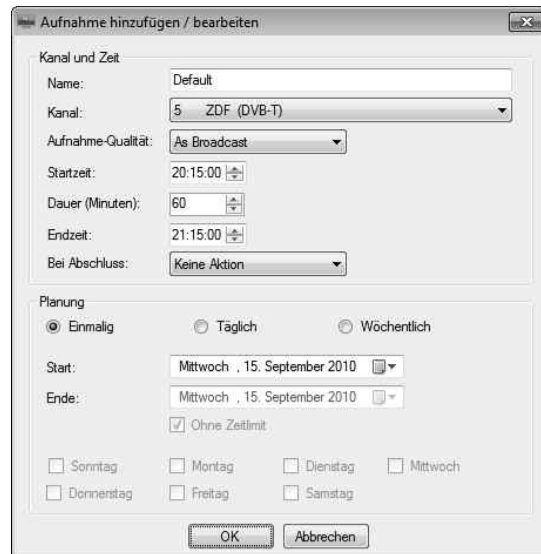 Aufnahme hinzufügen / bearbeiten
Kanal und Zeit
Name: Default
Kanal: 5 ZDF (DVB-T)
Aufnahme-Qualität: As Broadcast
Startzeit: 20:15:00
Dauer (Minuten): 60
Endzeit: 21:15:00
Bei Abschluss: Keine Aktion
Planung
Einmalig Täglich Wöchentlich
Start: Mittwoch , 15. September 2010
Ende: Mittwoch , 15. September 2010
Ohne Zeitlimit
Sonntag Montag Dienstag Mittwoch
Donnerstag Freitag Samstag
OK Abbrechen